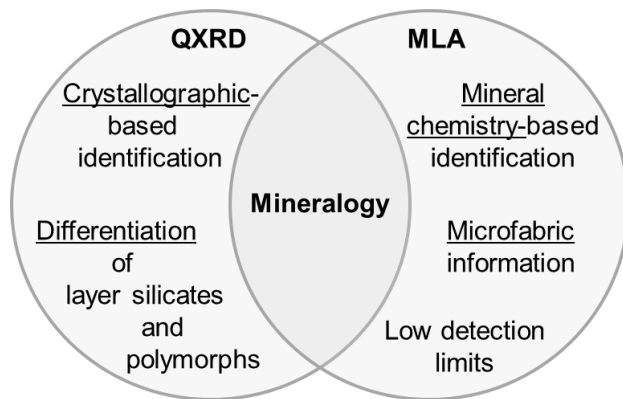 QXRD
Crystallographic-
based
identification
Differentiation
of
layer silicates
and
polymorphs
Mineralogy
MLA
Mineral
chemistry-based
identification
Microfabric
information
Low detection
limits